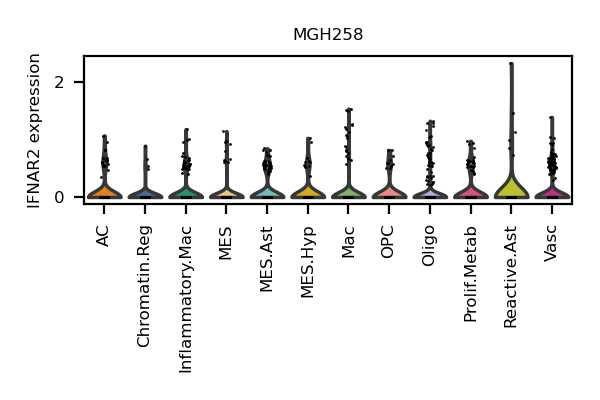 MGH258
IFNAR2 expression
2
0
AC
Chromatin.Reg
Inflammatory.Mac
MES
MES.Ast
MES.Hyp
Mac
OPC
Oligo
Prolif.Metab
Reactive.Ast
Vasc